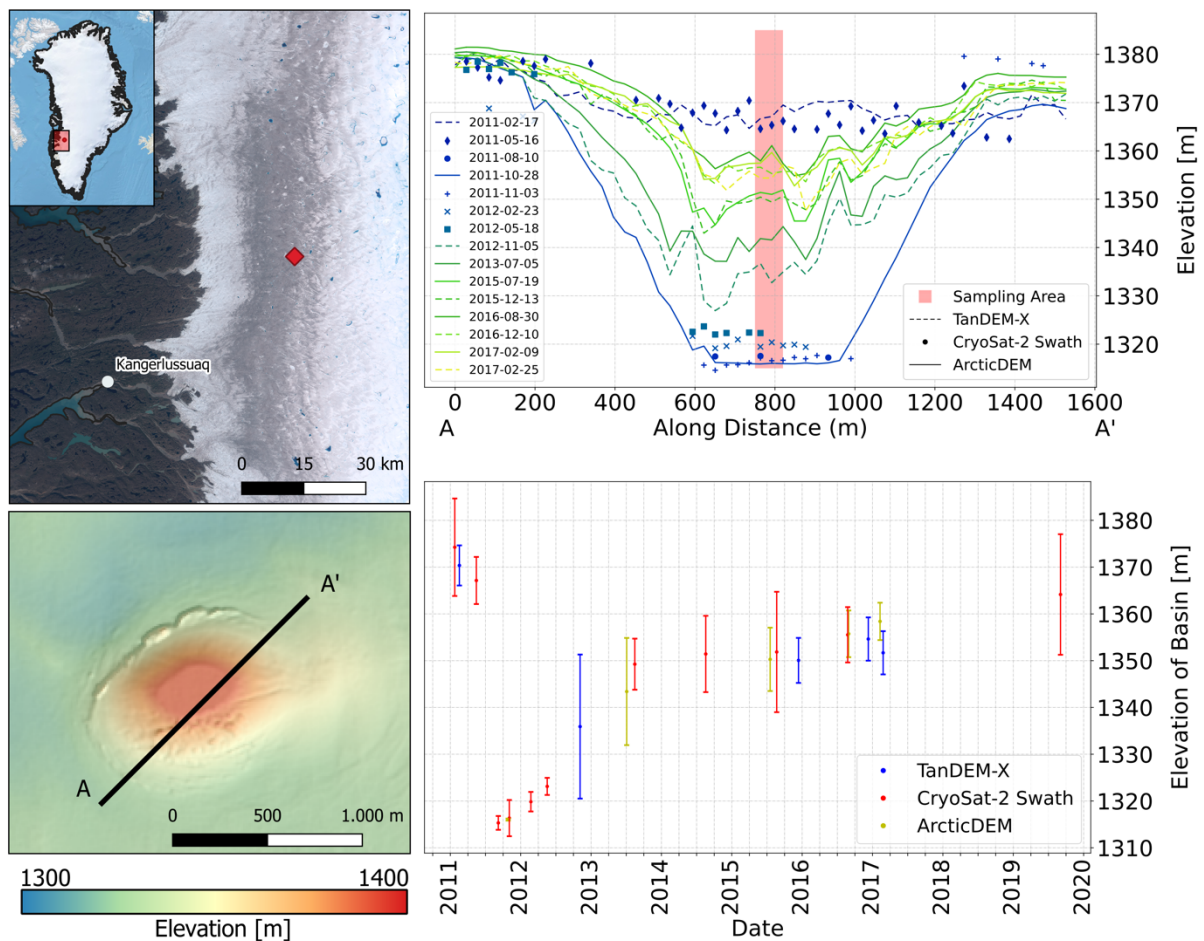 Kangerlussuaq
0 15 30 km
A'
A
0 500 1.000 m
1300 1400
Elevation [m]
2011-02-17
2011-05-16
2011-08-10
2011-10-28
2011-11-03
2012-02-23
2012-05-18
2012-11-05
2013-07-05
2015-07-19
2015-12-13
2016-08-30
2016-12-10
2017-02-09
2017-02-25
Sampling Area
TanDEM-X
CryoSat-2 Swath
ArcticDEM
1380
1370
1360
1350
1340
1330
1320
Elevation [m]
0 200 400 600 800 1000 1200 1400 1600
A Along Distance (m) A'
1380
1370
1360
1350
1340
1330
1320
1310
Elevation of Basin [m]
TanDEM-X
CryoSat-2 Swath
ArcticDEM
2011 2012 2013 2014 2015 2016 2017 2018 2019 2020
Date